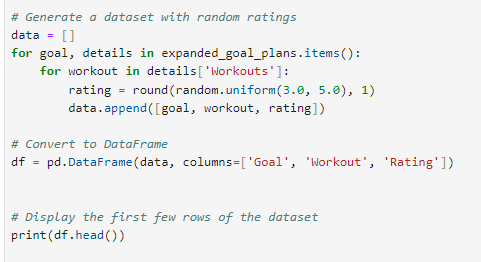 # Generate a dataset with random ratings
data = []
for goal, details in expanded_goal_plans.items():
    for workout in details['Workouts']:
        rating = round(random.uniform(3.0, 5.0), 1)
        data.append([goal, workout, rating])

# Convert to DataFrame
df = pd.DataFrame(data, columns=['Goal', 'Workout', 'Rating'])


# Display the first few rows of the dataset
print(df.head())